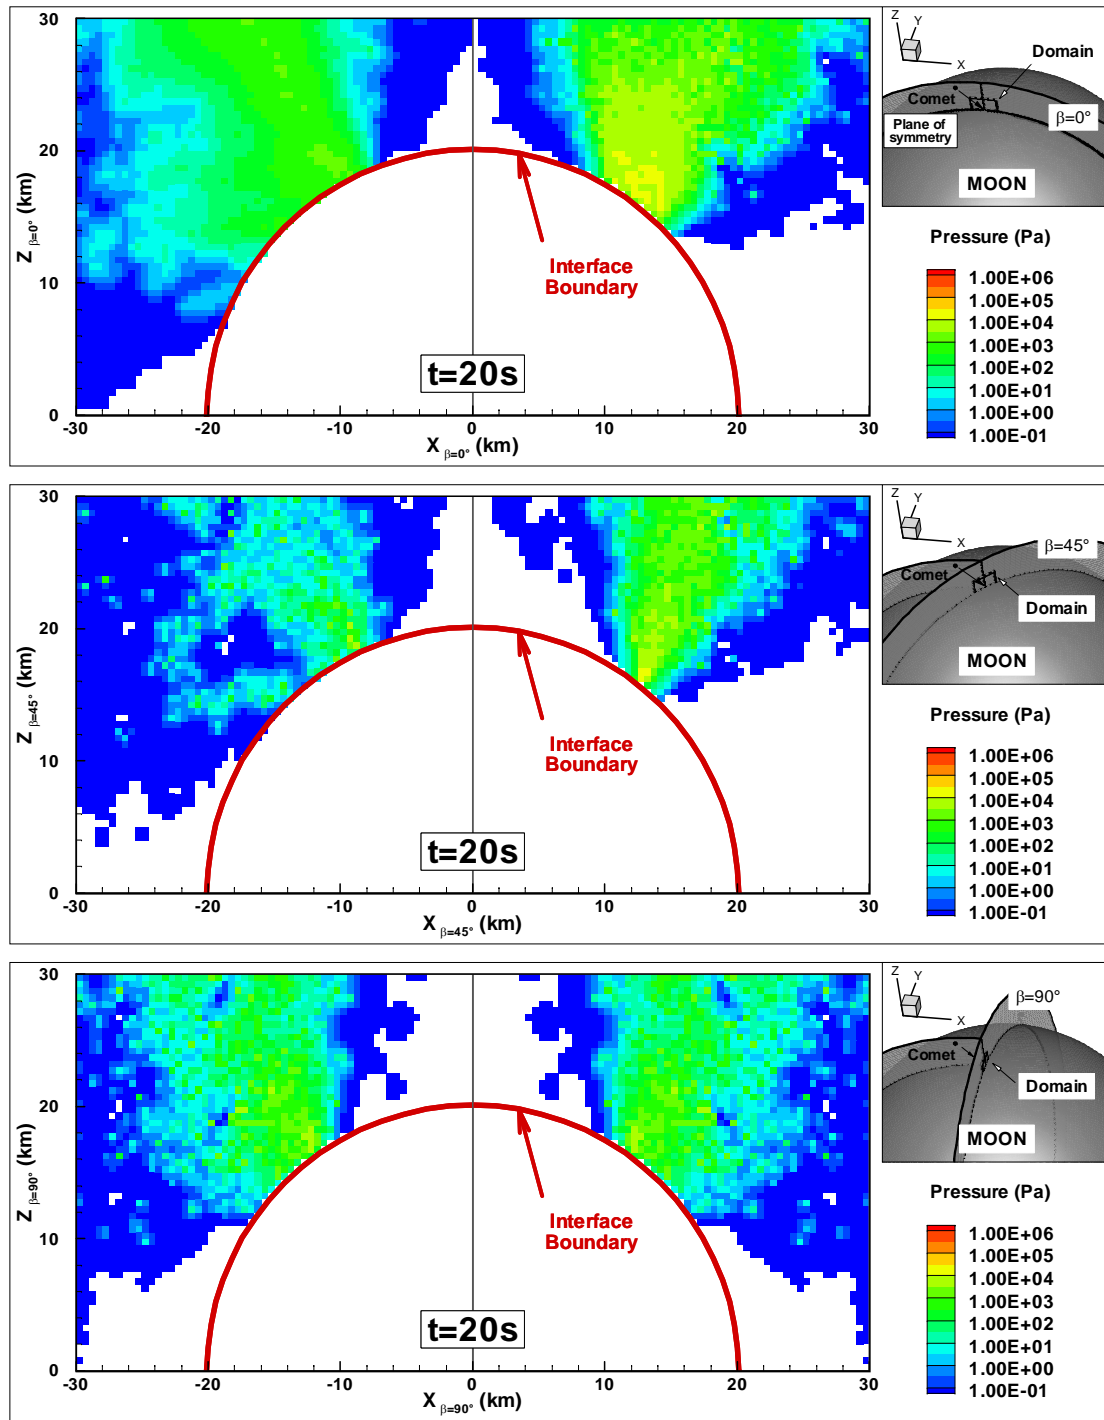 30
20
10
0
Z β=0° (km)
-30 -20 -10 0 10 20 30
X β=0° (km)
Interface
Boundary
t=20s
Z
Y
X
Domain
Comet
β=0°
Plane of
symmetry
MOON
Pressure (Pa)
1.00E+06
1.00E+05
1.00E+04
1.00E+03
1.00E+02
1.00E+01
1.00E+00
1.00E-01
30
20
10
0
Z β=45° (km)
-30 -20 -10 0 10 20 30
X β=45° (km)
Interface
Boundary
t=20s
Z
Y
X
β=45°
Comet
Domain
MOON
Pressure (Pa)
1.00E+06
1.00E+05
1.00E+04
1.00E+03
1.00E+02
1.00E+01
1.00E+00
1.00E-01
30
20
10
0
Z β=90° (km)
-30 -20 -10 0 10 20 30
X β=90° (km)
Interface
Boundary
t=20s
Z
Y
X
β=90°
Comet
Domain
MOON
Pressure (Pa)
1.00E+06
1.00E+05
1.00E+04
1.00E+03
1.00E+02
1.00E+01
1.00E+00
1.00E-01